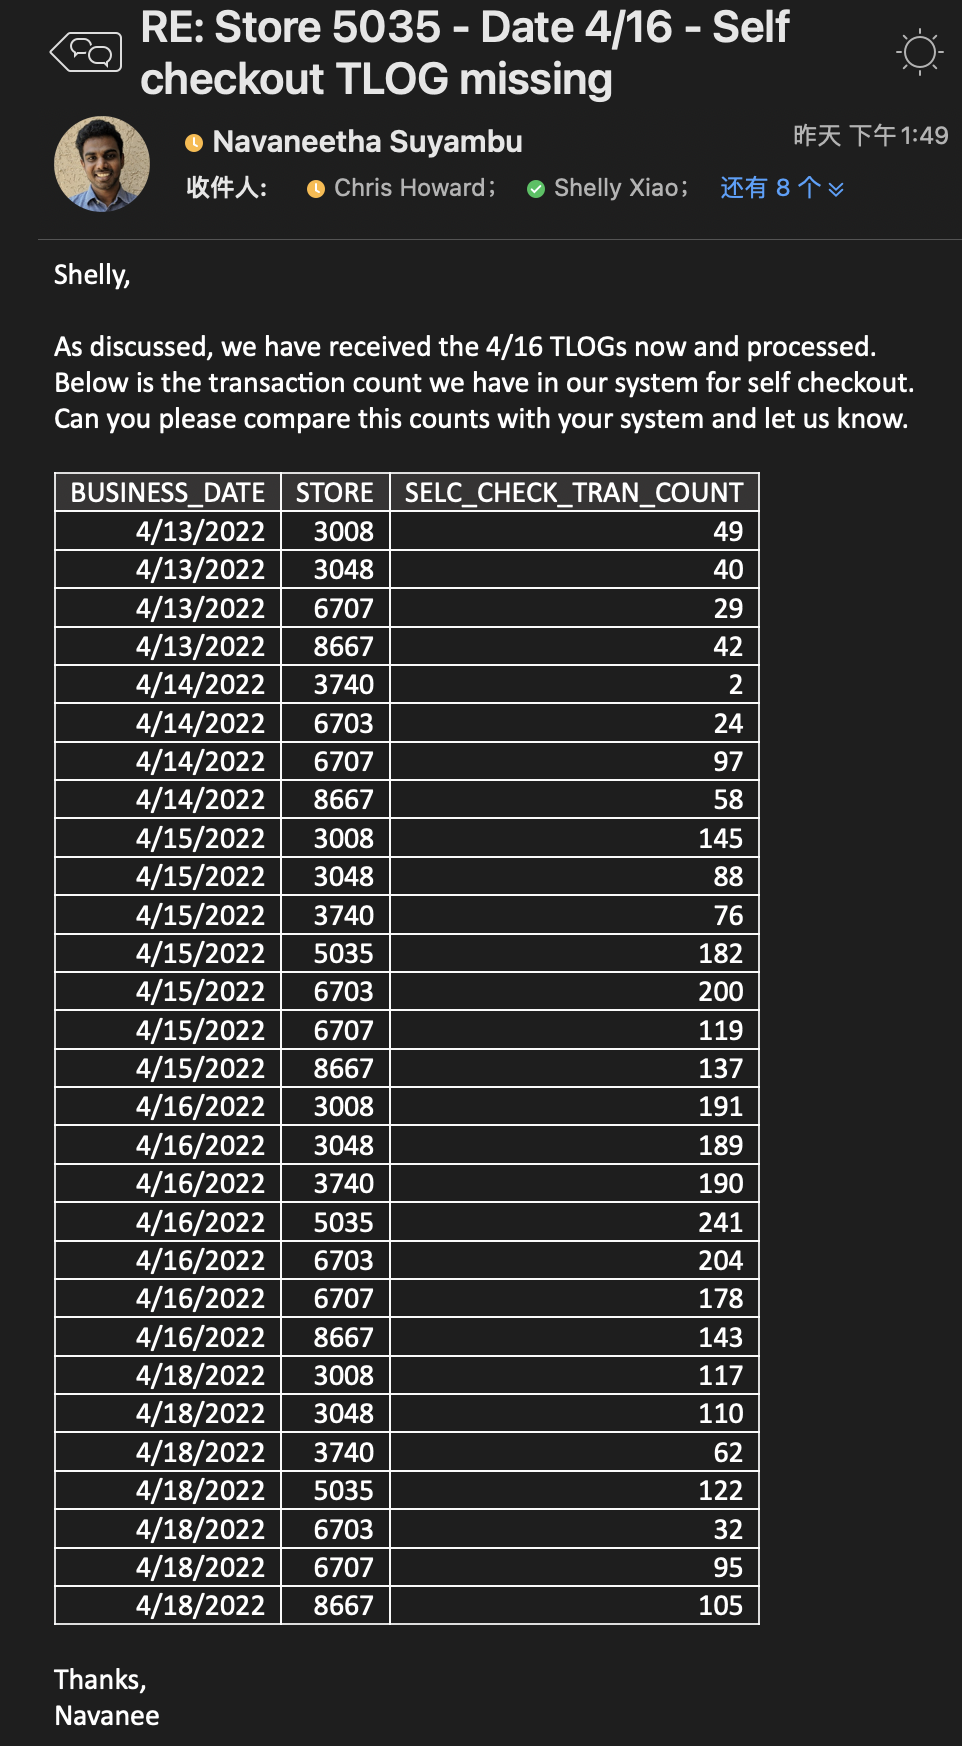 RE: Store 5035 - Date 4/16 - Self
checkout TLOG missing
Navaneetha Suyambu
昨天 下午1:49
收件人: Chris Howard; Shelly Xiao; 还有 8 个
Shelly,
As discussed, we have received the 4/16 TLOGs now and processed.
Below is the transaction count we have in our system for self checkout.
Can you please compare this counts with your system and let us know.
BUSINESS_DATE STORE SELC_CHECK_TRAN_COUNT
4/13/2022 3008 49
4/13/2022 3048 40
4/13/2022 6707 29
4/13/2022 8667 42
4/14/2022 3740 2
4/14/2022 6703 24
4/14/2022 6707 97
4/14/2022 8667 58
4/15/2022 3008 145
4/15/2022 3048 88
4/15/2022 3740 76
4/15/2022 5035 182
4/15/2022 6703 200
4/15/2022 6707 119
4/15/2022 8667 137
4/16/2022 3008 191
4/16/2022 3048 189
4/16/2022 3740 190
4/16/2022 5035 241
4/16/2022 6703 204
4/16/2022 6707 178
4/16/2022 8667 143
4/18/2022 3008 117
4/18/2022 3048 110
4/18/2022 3740 62
4/18/2022 5035 122
4/18/2022 6703 32
4/18/2022 6707 95
4/18/2022 8667 105
Thanks,
Navanee